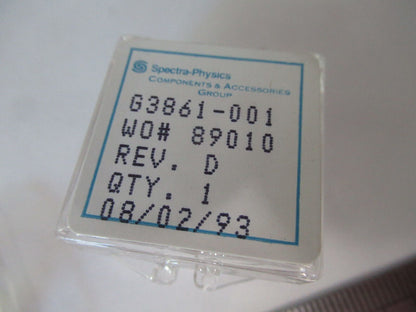 Spectra-Physics
COMPONENTS & ACCESSORIES
GROUP
G3861-001
WO# 89010
REV. D
QTY. 1
08/02/93